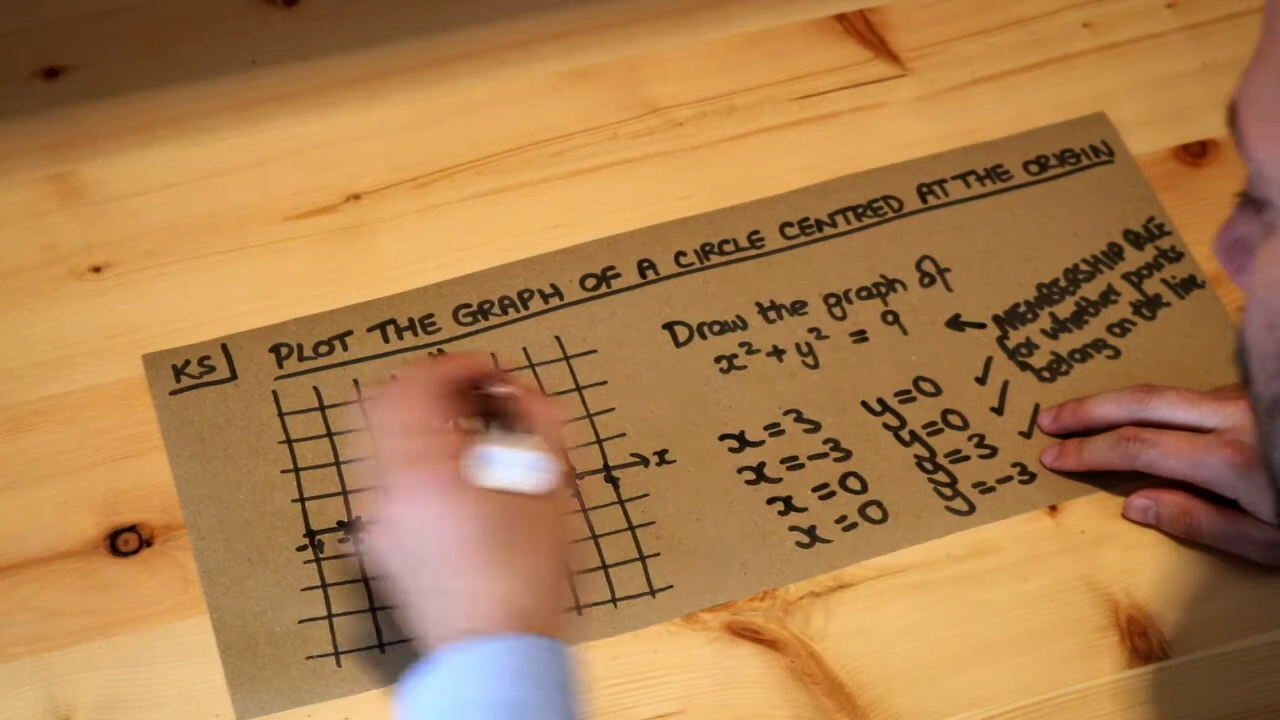 KS PLOT THE GRAPH OF A CIRCLE CENTRED AT THE ORIGIN
Draw the graph of
x² + y² = 9
← MEMBERSHIP RULE
for whether points
belong on the line.
x = 3 y = 0 ✓
x = -3 y = 0 ✓
x = 0 y = 3 ✓
x = 0 y = -3
x